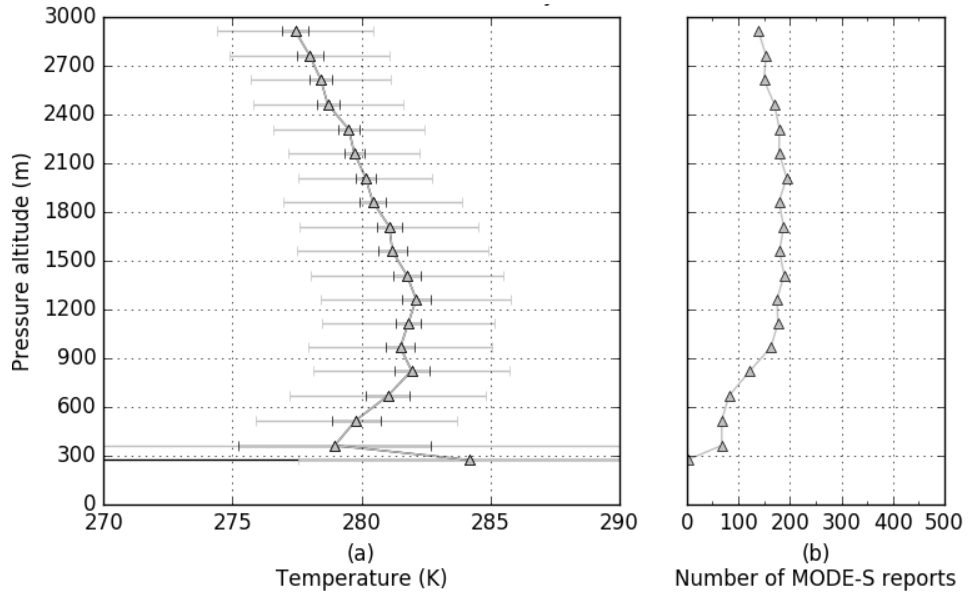 3000
2700
2400
2100
1800
1500
1200
900
600
300
0
Pressure altitude (m)
270 275 280 285 290
(a)
Temperature (K)
0 100 200 300 400 500
(b)
Number of MODE-S reports